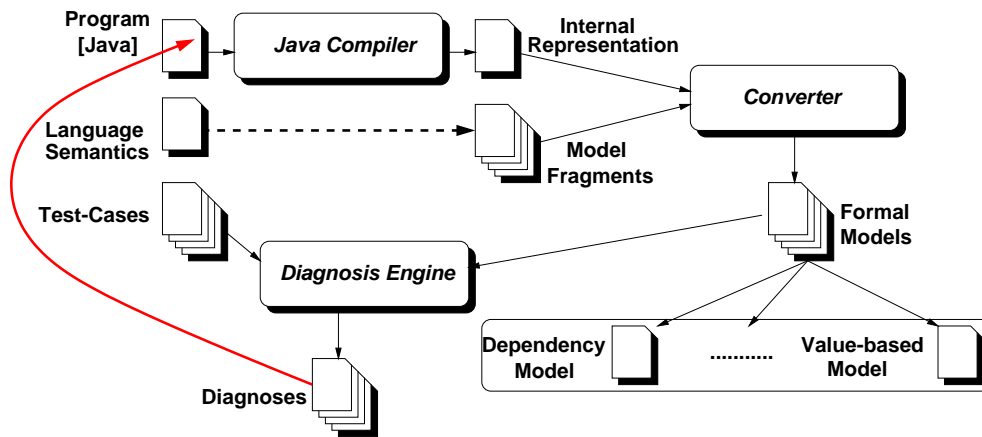 Program
[Java]
Java Compiler
Internal
Representation
Converter
Language
Semantics
Model
Fragments
Test-Cases
Formal
Models
Diagnosis Engine
Dependency
Model
...........
Value-based
Model
Diagnoses